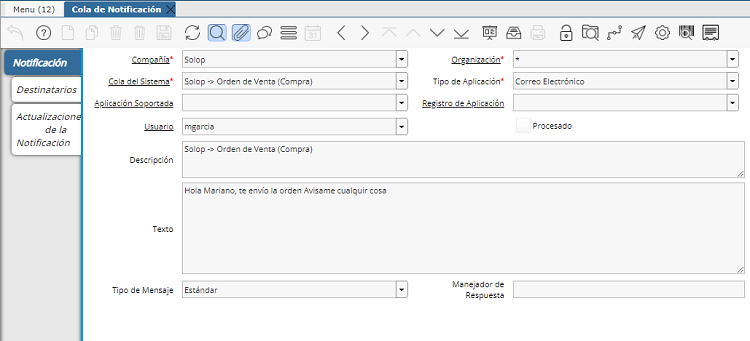 Menu (12) Cola de Notificación
Notificación
Destinatarios
Actualizacione
de la
Notificación
Compañía* Solop Organización* *
Cola del Sistema* Solop -> Orden de Venta (Compra) Tipo de Aplicación* Correo Electrónico
Aplicación Soportada Registro de Aplicación
Usuario mgarcia Procesado
Descripción Solop -> Orden de Venta (Compra)
Texto Hola Mariano, te envío la orden Avisame cualquir cosa
Tipo de Mensaje Estándar Manejador de
Respuesta
31